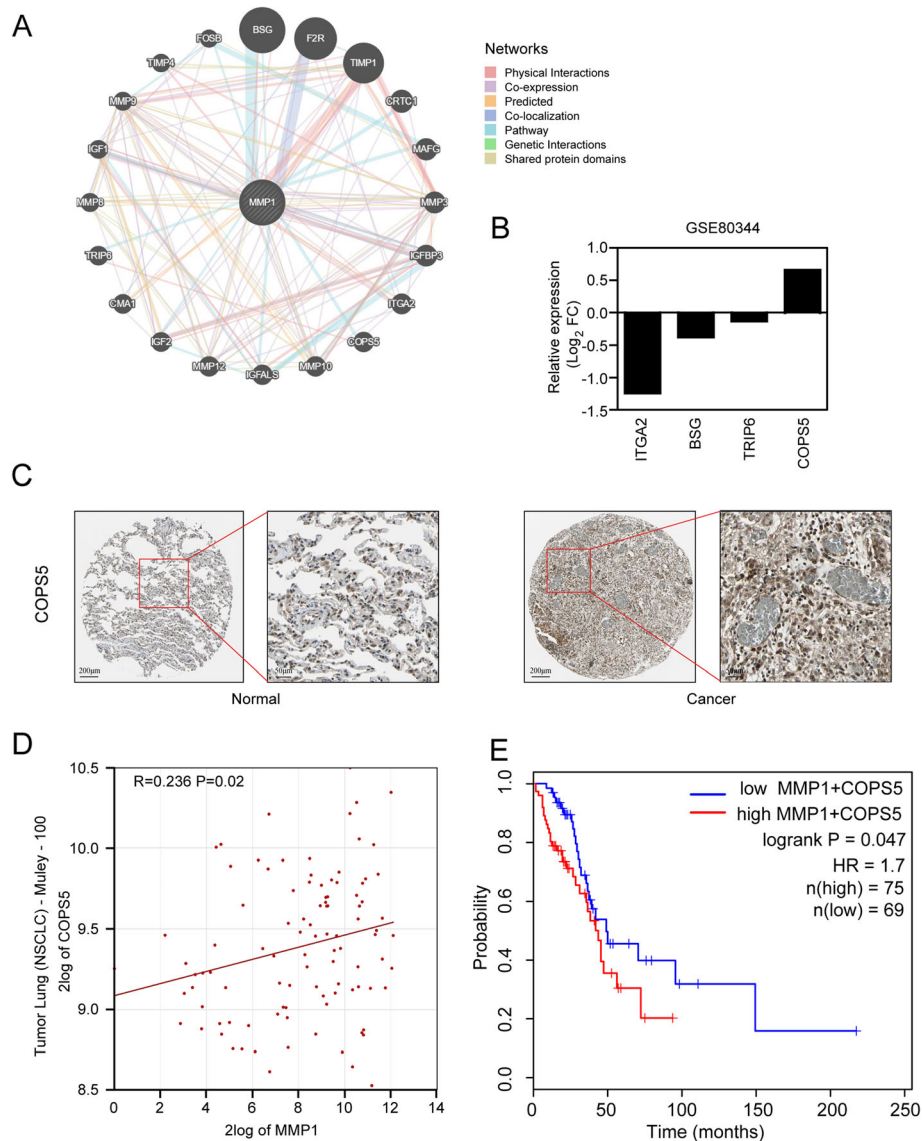 A
FOSB
BSG
F2R
TIMP1
TIMP4
CRTC1
MMP9
MAFG
IGF1
MMP1
MMP3
MMP8
IGFBP3
TRIP6
ITGA2
CMA1
COPS5
IGF2
MMP10
MMP12
IGFALS
Networks
Physical Interactions
Co-expression
Predicted
Co-localization
Pathway
Genetic Interactions
Shared protein domains
B
GSE80344
Relative expression
(Log2 FC)
1.0
0.5
0.0
-0.5
-1.0
-1.5
ITGA2
BSG
TRIP6
COPS5
C
COPS5
200μm
50μm
200μm
Normal
Cancer
D
R=0.236 P=0.02
Tumor Lung (NSCLC) - Muley - 100
2log of COPS5
10.5
10.0
9.5
9.0
8.5
0 2 4 6 8 10 12 14
2log of MMP1
E
low MMP1+COPS5
high MMP1+COPS5
logrank P = 0.047
HR = 1.7
n(high) = 75
n(low) = 69
Probability
1.0
0.8
0.6
0.4
0.2
0.0
0 50 100 150 200 250
Time (months)